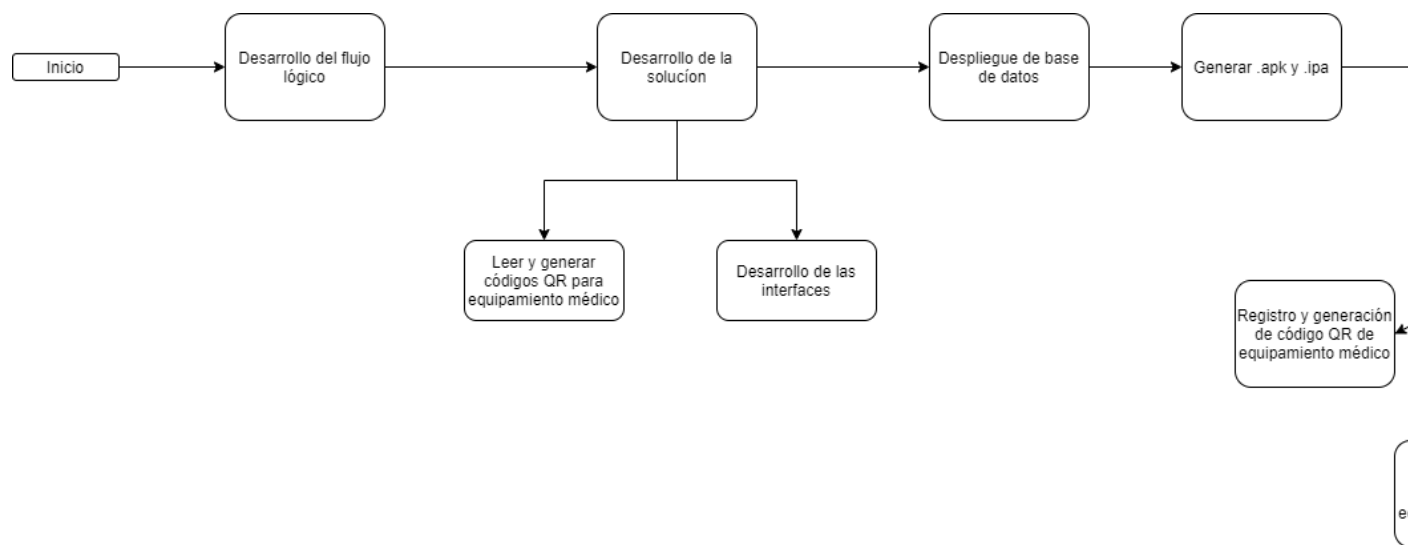 Inicio
Desarrollo del flujo
lógico
Desarrollo de la
solucíon
Despliegue de base
de datos
Generar .apk y .ipa
Leer y generar
códigos QR para
equipamiento médico
Desarrollo de las
interfaces
Registro y generación
de código QR de
equipamiento médico